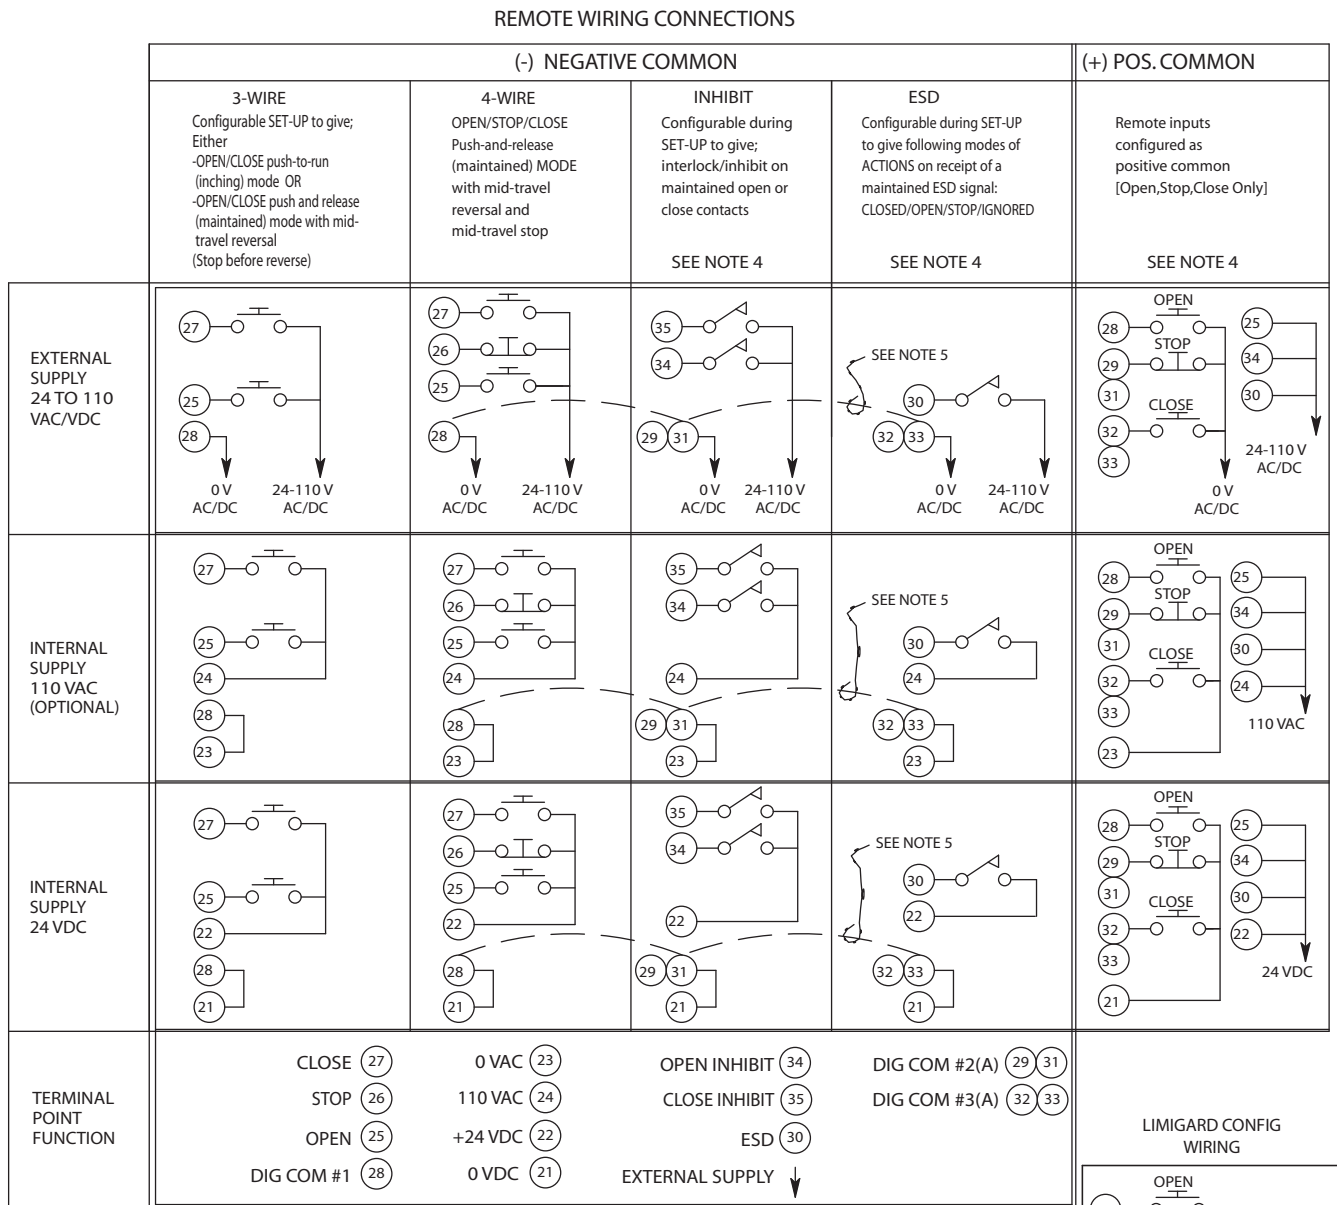 REMOTE WIRING CONNECTIONS
(-) NEGATIVE COMMON
(+) POS. COMMON
3-WIRE
Configurable SET-UP to give;
Either
-OPEN/CLOSE push-to-run
(inching) mode OR
-OPEN/CLOSE push and release
(maintained) mode with mid-
travel reversal
(Stop before reverse)
4-WIRE
OPEN/STOP/CLOSE
Push-and-release
(maintained) MODE
with mid-travel
reversal and
mid-travel stop
INHIBIT
Configurable during
SET-UP to give;
interlock/inhibit on
maintained open or
close contacts
SEE NOTE 4
ESD
Configurable during SET-UP
to give following modes of
ACTIONS on receipt of a
maintained ESD signal:
CLOSED/OPEN/STOP/IGNORED
SEE NOTE 4
Remote inputs
configured as
positive common
[Open,Stop,Close Only]
SEE NOTE 4
EXTERNAL
SUPPLY
24 TO 110
VAC/VDC
27
25
28
0 V
AC/DC
24-110 V
AC/DC
27
26
25
28
0 V
AC/DC
24-110 V
AC/DC
35
34
29 31
0 V
AC/DC
24-110 V
AC/DC
SEE NOTE 5
30
32 33
0 V
AC/DC
24-110 V
AC/DC
OPEN
28
STOP
29
31
CLOSE
32
33
0 V
AC/DC
25
34
30
24-110 V
AC/DC
INTERNAL
SUPPLY
110 VAC
(OPTIONAL)
27
25
24
28
23
27
26
25
24
28
23
35
34
24
29 31
23
SEE NOTE 5
30
24
32 33
23
OPEN
28
STOP
29
31
CLOSE
32
33
23
25
34
30
24
110 VAC
INTERNAL
SUPPLY
24 VDC
27
25
22
28
21
27
26
25
22
28
21
35
34
22
29 31
21
SEE NOTE 5
30
22
32 33
21
OPEN
28
STOP
29
31
CLOSE
32
33
21
25
34
30
22
24 VDC
TERMINAL
POINT
FUNCTION
CLOSE 27
STOP 26
OPEN 25
DIG COM #1 28
0 VAC 23
110 VAC 24
+24 VDC 22
0 VDC 21
OPEN INHIBIT 34
CLOSE INHIBIT 35
ESD 30
EXTERNAL SUPPLY
DIG COM #2(A) 29 31
DIG COM #3(A) 32 33
LIMIGARD CONFIG
WIRING
OPEN